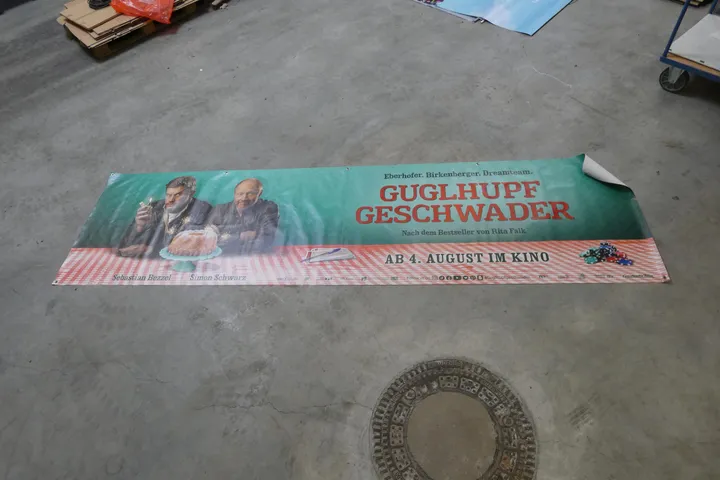 Eberhofer. Birkenberger. Dreamteam.
GUGLHUPF
GESCHWADER
Nach dem Bestseller von Rita Falk.
AB 4. AUGUST IM KINO
Sebastian Bezzel Simon Schwarz